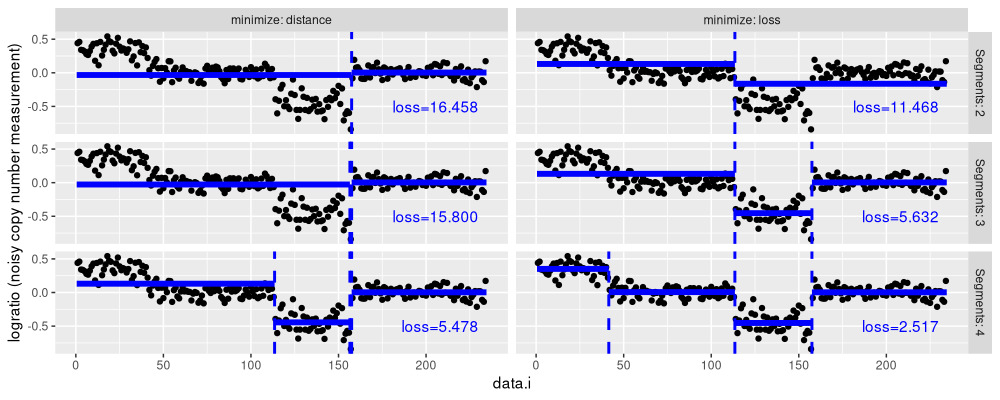 minimize: distance
minimize: loss
logratio (noisy copy number measurement)
0.5
0.0
-0.5
loss=16.458
loss=11.468
Segments: 2
0.5
0.0
-0.5
loss=15.800
loss=5.632
Segments: 3
0.5
0.0
-0.5
loss=5.478
loss=2.517
Segments: 4
0 50 100 150 200
0 50 100 150 200
data.i